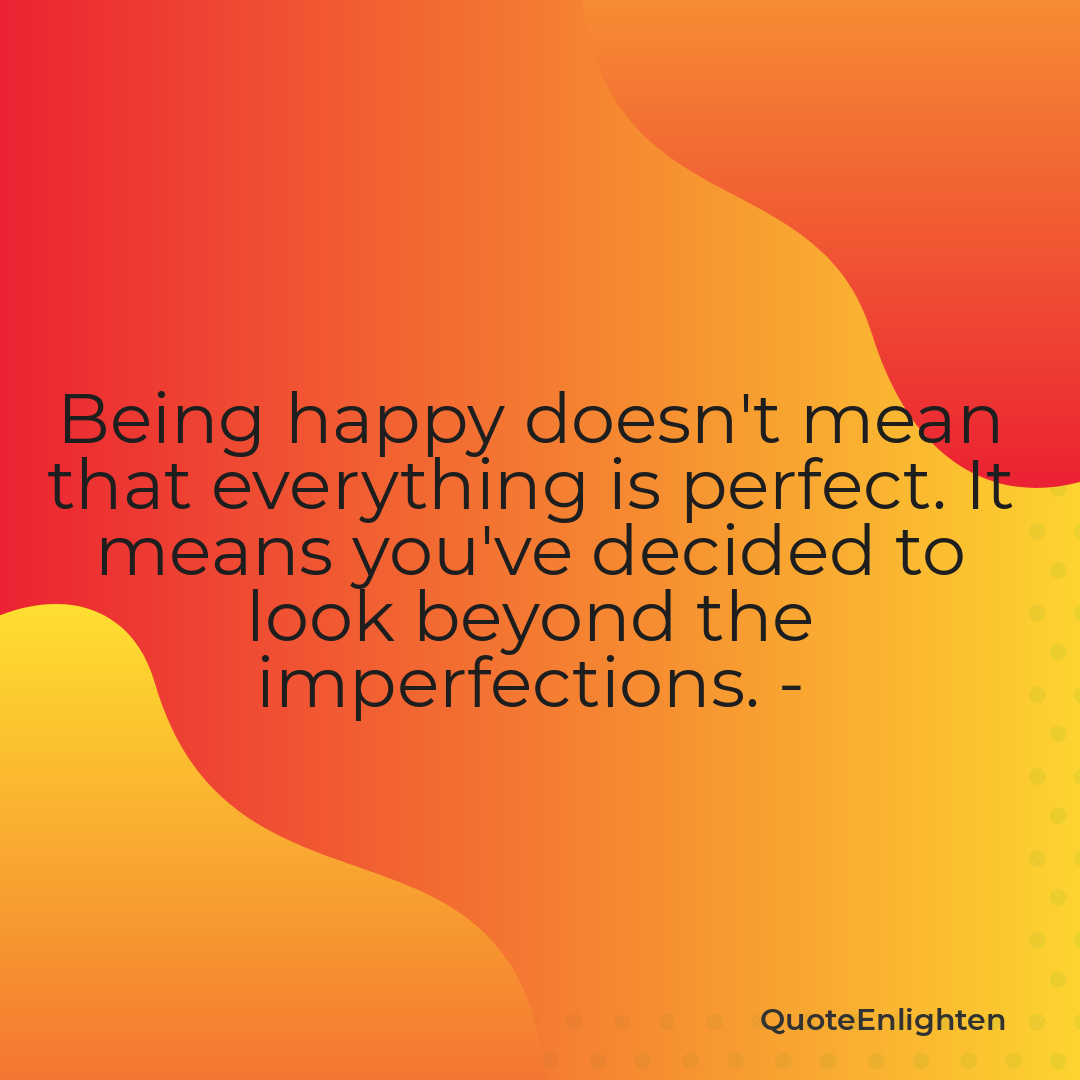 Being happy doesn't mean
that everything is perfect. It
means you've decided to
look beyond the
imperfections. -
QuoteEnlighten